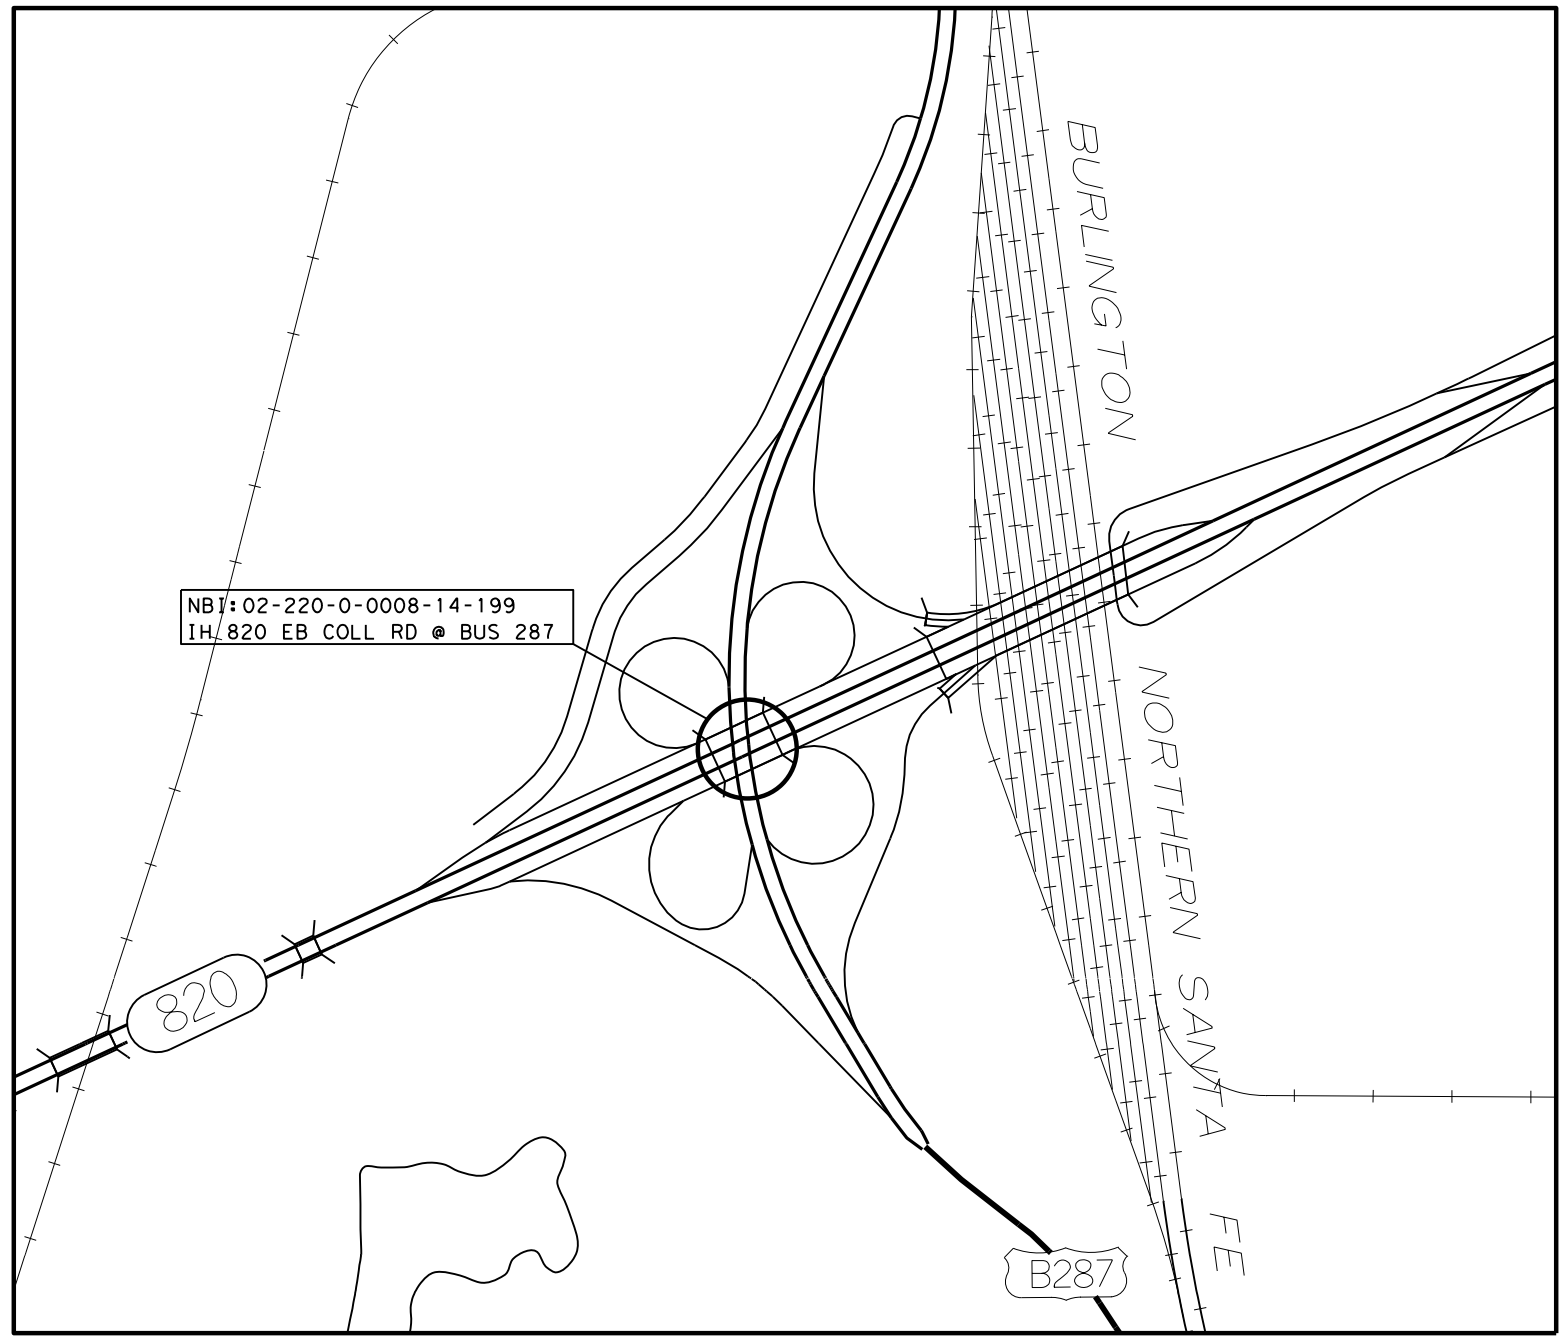 BURLINGTON
NBI:02-220-0-0008-14-199
IH 820 EB COLL RD @ BUS 287
NORTHERN SANTA FE
820
B287